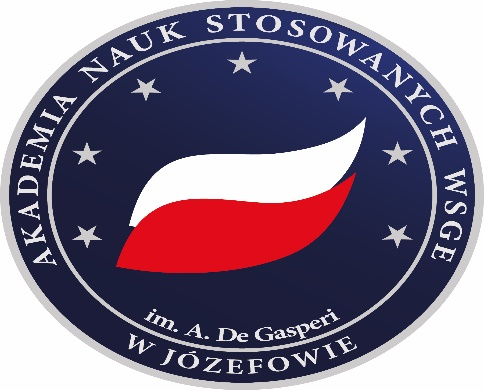 AKADEMIA NAUK STOSOWANYCH WSGE
im. A. De Gasperi
W JÓZEFOWIE